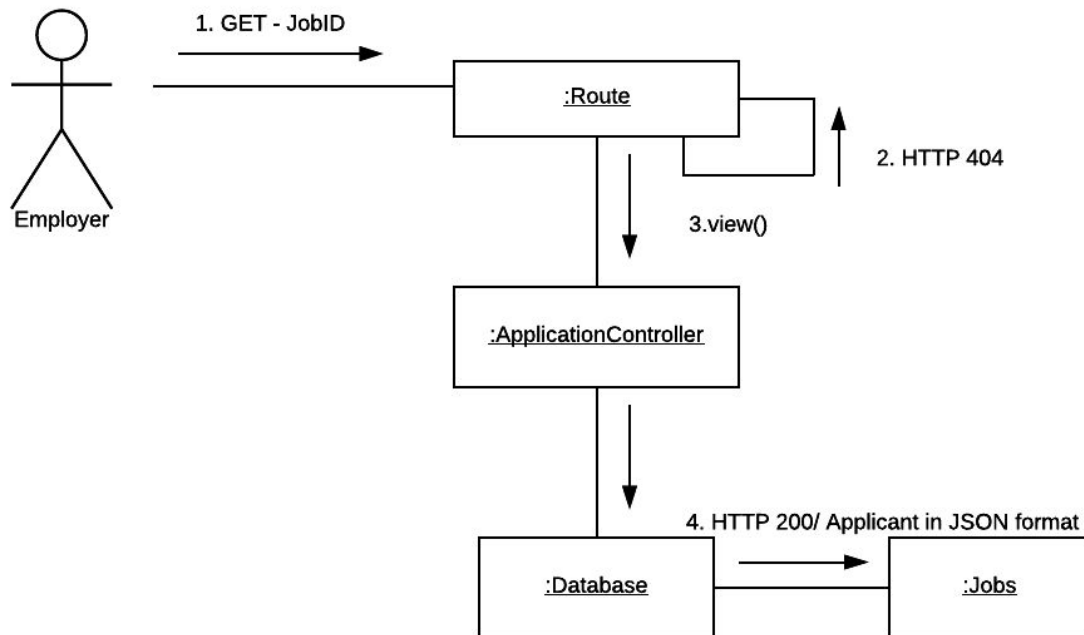 1. GET - JobID
:Route
2. HTTP 404
Employer
3.view()
:ApplicationController
4. HTTP 200/ Applicant in JSON format
:Database
:Jobs